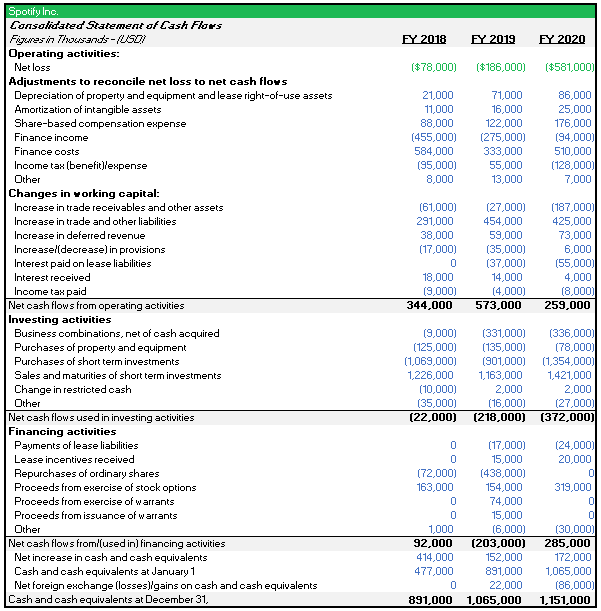 Spotify Inc.
Consolidated Statement of Cash Flows
Figures in Thousands - (USD) FY 2018 FY 2019 FY 2020
Operating activities:
Net loss ($78,000) ($186,000) ($581,000)
Adjustments to reconcile net loss to net cash flows
Depreciation of property and equipment and lease right-of-use assets 21,000 71,000 86,000
Amortization of intangible assets 11,000 16,000 25,000
Share-based compensation expense 88,000 122,000 176,000
Finance income (455,000) (275,000) (94,000)
Finance costs 584,000 333,000 510,000
Income tax (benefit)/expense (95,000) 55,000 (128,000)
Other 8,000 13,000 7,000
Changes in working capital:
Increase in trade receivables and other assets (61,000) (27,000) (187,000)
Increase in trade and other liabilities 291,000 454,000 425,000
Increase in deferred revenue 38,000 59,000 73,000
Increase/(decrease) in provisions (17,000) (35,000) 6,000
Interest paid on lease liabilities 0 (37,000) (55,000)
Interest received 18,000 14,000 4,000
Income tax paid (9,000) (4,000) (8,000)
Net cash flows from operating activities 344,000 573,000 259,000
Investing activities
Business combinations, net of cash acquired (9,000) (331,000) (336,000)
Purchases of property and equipment (125,000) (135,000) (78,000)
Purchases of short term investments (1,069,000) (901,000) (1,354,000)
Sales and maturities of short term investments 1,226,000 1,163,000 1,421,000
Change in restricted cash (10,000) 2,000 2,000
Other (35,000) (16,000) (27,000)
Net cash flows used in investing activities (22,000) (218,000) (372,000)
Financing activities
Payments of lease liabilities 0 (17,000) (24,000)
Lease incentives received 0 15,000 20,000
Repurchases of ordinary shares (72,000) (438,000) 0
Proceeds from exercise of stock options 163,000 154,000 319,000
Proceeds from exercise of warrants 0 74,000 0
Proceeds from issuance of warrants 0 15,000 0
Other 1,000 (6,000) (30,000)
Net cash flows from/(used in) financing activities 92,000 (203,000) 285,000
Net increase in cash and cash equivalents 414,000 152,000 172,000
Cash and cash equivalents at January 1 477,000 891,000 1,065,000
Net foreign exchange (losses)/gains on cash and cash equivalents 0 22,000 (86,000)
Cash and cash equivalents at December 31, 891,000 1,065,000 1,151,000